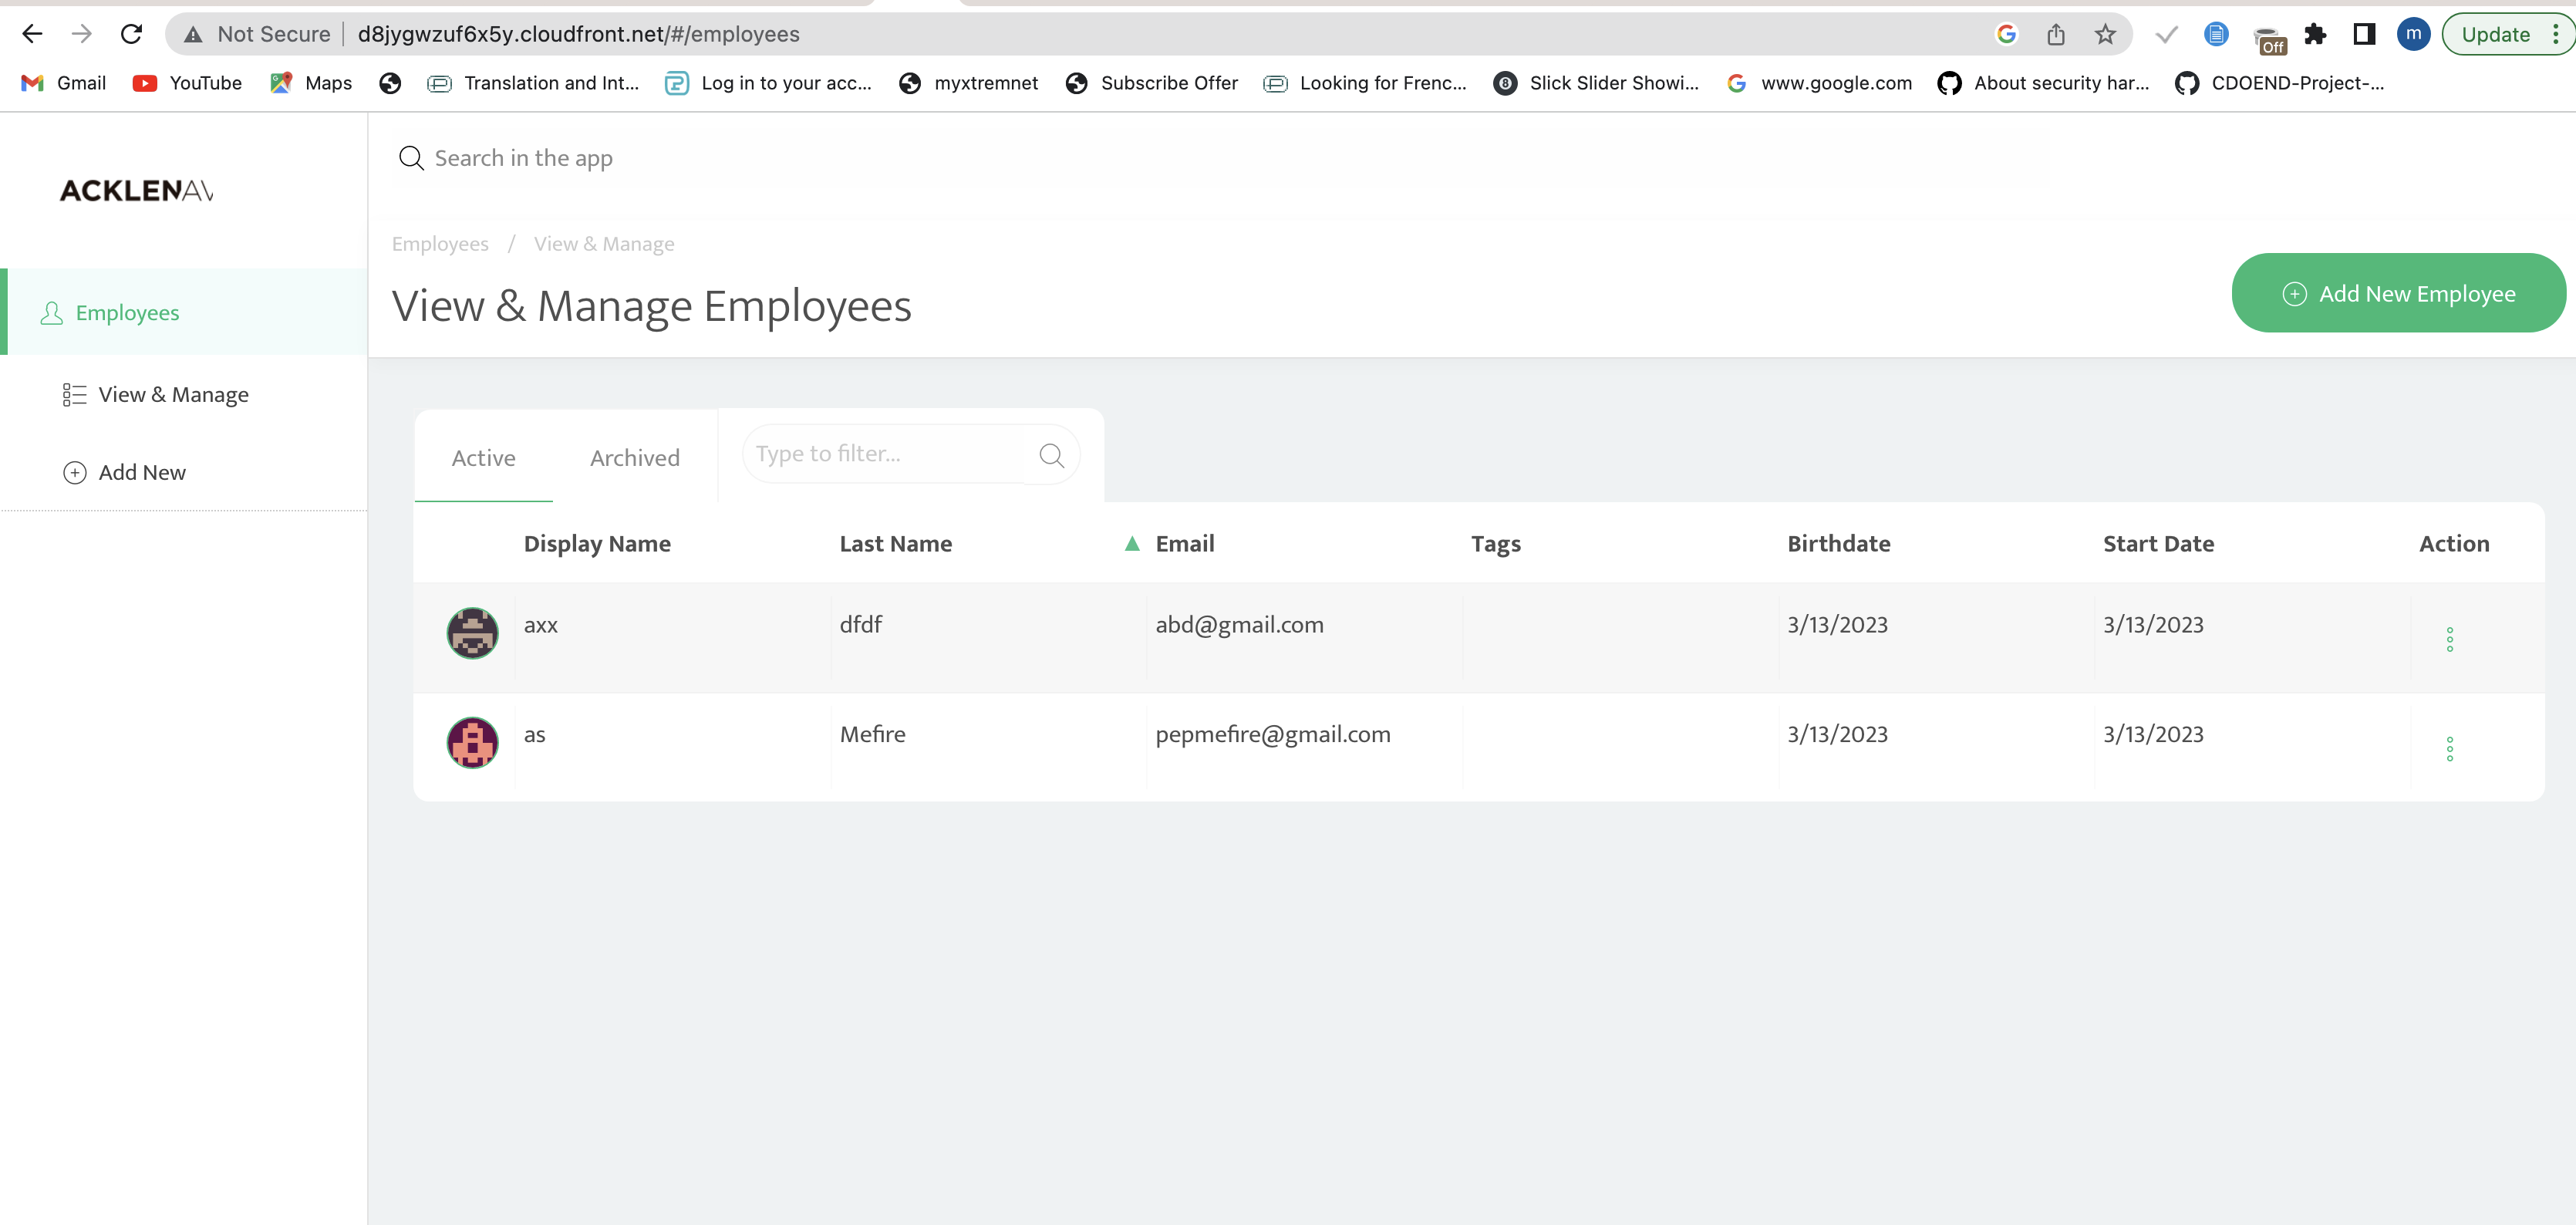 Not Secure d8jygwzuf6x5y.cloudfront.net/#/employees
Off
m
Update
Gmail YouTube Maps Translation and Int... Log in to your acc... myxtremnet Subscribe Offer Looking for Frenc... Slick Slider Showi... www.google.com About security har... CDOEND-Project-...
ACKLENAV
Search in the app
Employees / View & Manage
View & Manage Employees
Add New Employee
Employees
View & Manage
Add New
Active Archived Type to filter...
Display Name Last Name Email Tags Birthdate Start Date Action
axx dfdf abd@gmail.com 3/13/2023 3/13/2023
as Mefire pepmefire@gmail.com 3/13/2023 3/13/2023